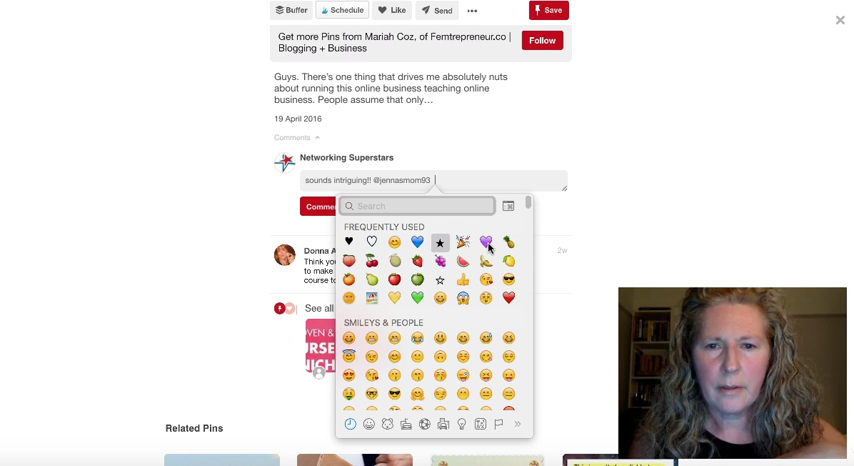 Buffer Schedule Like Send Save
Get more Pins from Mariah Coz, of Femtrepreneur.co |
Blogging + Business
Follow
Guys. There's one thing that drives me absolutely nuts
about running this online business teaching online
business. People assume that only…
19 April 2016
Comments
Networking Superstars
sounds intriguing!! @jennasmom93
Search
FREQUENTLY USED
Donna A
2w
Think you
to make
course to
See all
SMILEYS & PEOPLE
Related Pins